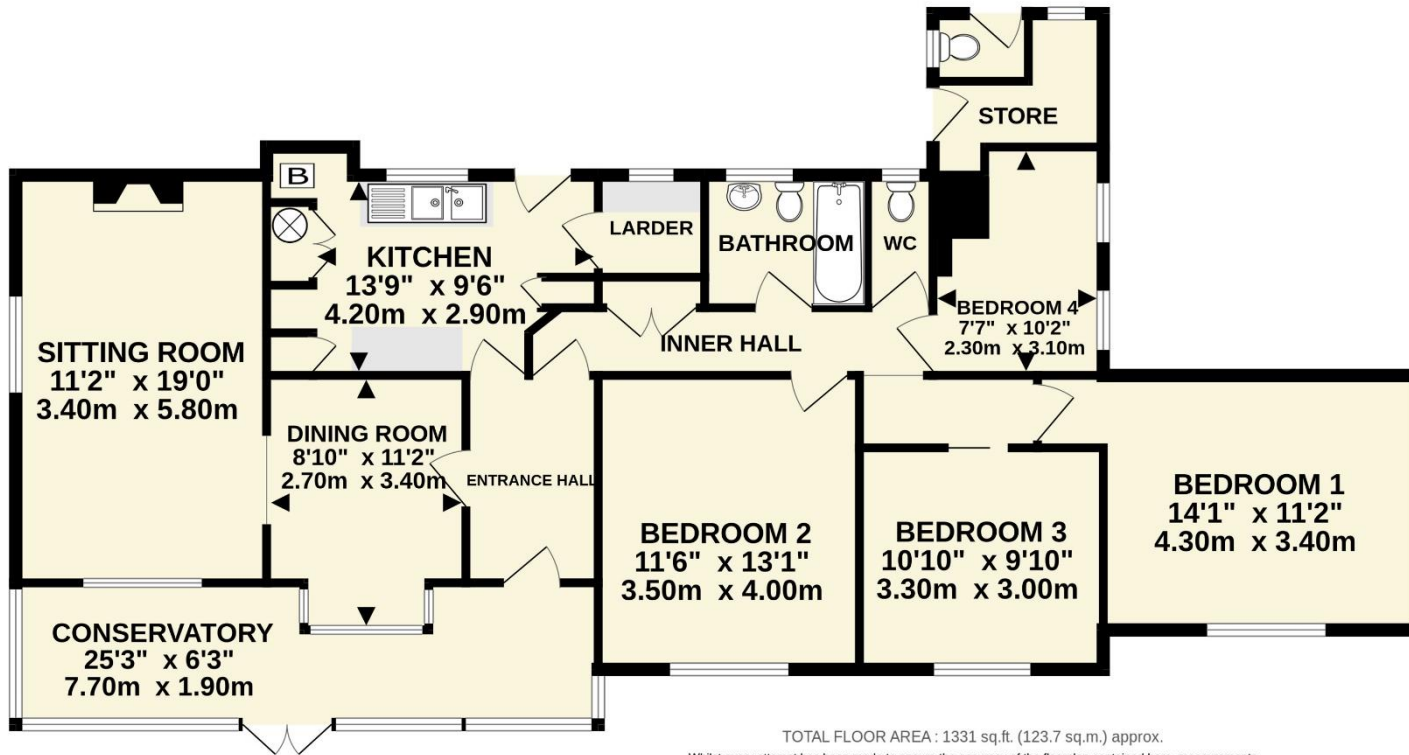 STORE
B
KITCHEN
13'9" x 9'6"
4.20m x 2.90m
LARDER
BATHROOM
WC
BEDROOM 4
7'7" x 10'2"
2.30m x 3.10m
INNER HALL
SITTING ROOM
11'2" x 19'0"
3.40m x 5.80m
DINING ROOM
8'10" x 11'2"
2.70m x 3.40m
ENTRANCE HALL
BEDROOM 2
11'6" x 13'1"
3.50m x 4.00m
BEDROOM 3
10'10" x 9'10"
3.30m x 3.00m
BEDROOM 1
14'1" x 11'2"
4.30m x 3.40m
CONSERVATORY
25'3" x 6'3"
7.70m x 1.90m
TOTAL FLOOR AREA : 1331 sq.ft. (123.7 sq.m.) approx.